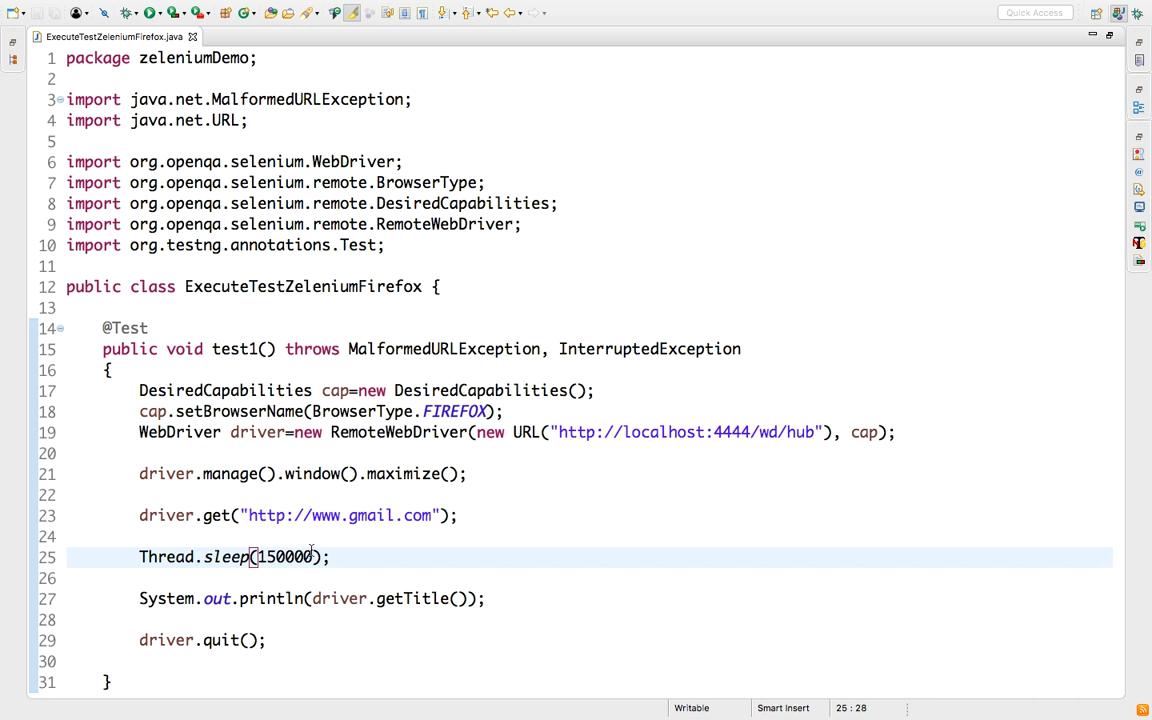 Quick Access
ExecuteTestZeleniumFirefox.java
1 package zeleniumDemo;
2
3 import java.net.MalformedURLException;
4 import java.net.URL;
5
6 import org.openqa.selenium.WebDriver;
7 import org.openqa.selenium.remote.BrowserType;
8 import org.openqa.selenium.remote.DesiredCapabilities;
9 import org.openqa.selenium.remote.RemoteWebDriver;
10 import org.testng.annotations.Test;
11
12 public class ExecuteTestZeleniumFirefox {
13
14 @Test
15 public void test1() throws MalformedURLException, InterruptedException
16 {
17 DesiredCapabilities cap=new DesiredCapabilities();
18 cap.setBrowserName(BrowserType.FIREFOX);
19 WebDriver driver=new RemoteWebDriver(new URL("http://localhost:4444/wd/hub"), cap);
20
21 driver.manage().window().maximize();
22
23 driver.get("http://www.gmail.com");
24
25 Thread.sleep(150000);
26
27 System.out.println(driver.getTitle());
28
29 driver.quit();
30
31 }
Writable Smart Insert 25 : 28